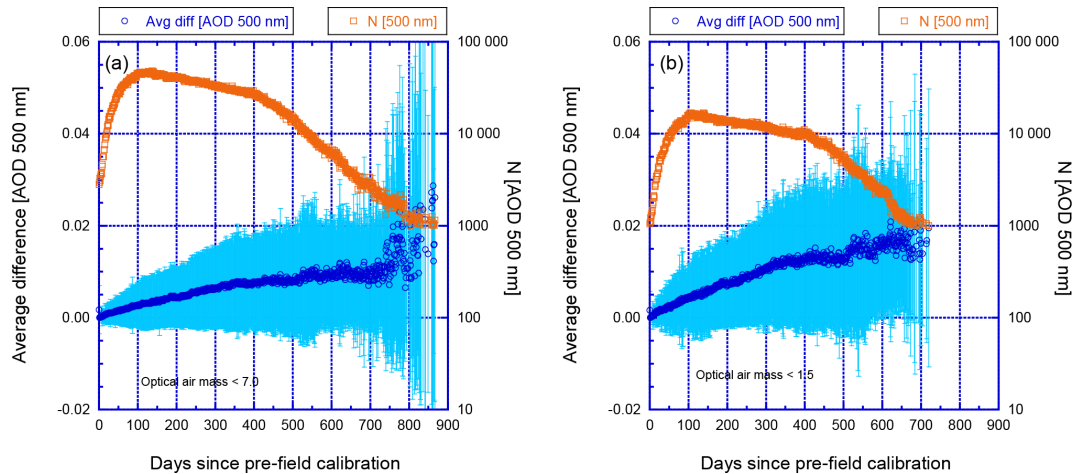 Avg diff [AOD 500 nm]
N [500 nm]
(a)
Average difference [AOD 500 nm]
0.06
0.04
0.02
0.00
-0.02
100 000
10 000
1000
100
10
N [AOD 500 nm]
Optical air mass < 7.0
0 100 200 300 400 500 600 700 800 900
Days since pre-field calibration
Avg diff [AOD 500 nm]
N [500 nm]
(b)
Average difference [AOD 500 nm]
0.06
0.04
0.02
0.00
-0.02
100 000
10 000
1000
100
10
N [AOD 500 nm]
Optical air mass < 1.5
0 100 200 300 400 500 600 700 800 900
Days since pre-field calibration